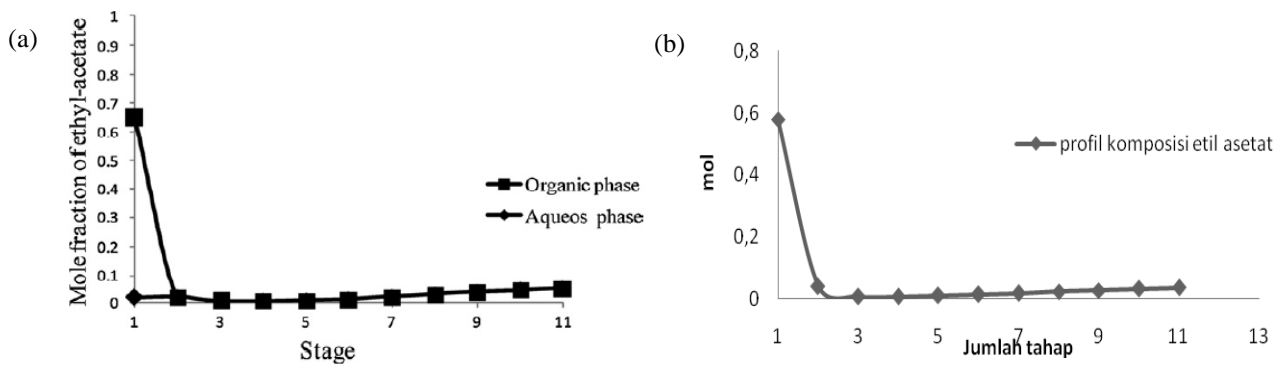 (a)
Mole fraction of ethyl-acetate
1
0.9
0.8
0.7
0.6
0.5
0.4
0.3
0.2
0.1
0
1 3 5 7 9 11
Stage
Organic phase
Aqueos phase
(b)
mol
0,8
0,6
0,4
0,2
0
1 3 5 7 9 11 13
Jumlah tahap
profil komposisi etil asetat